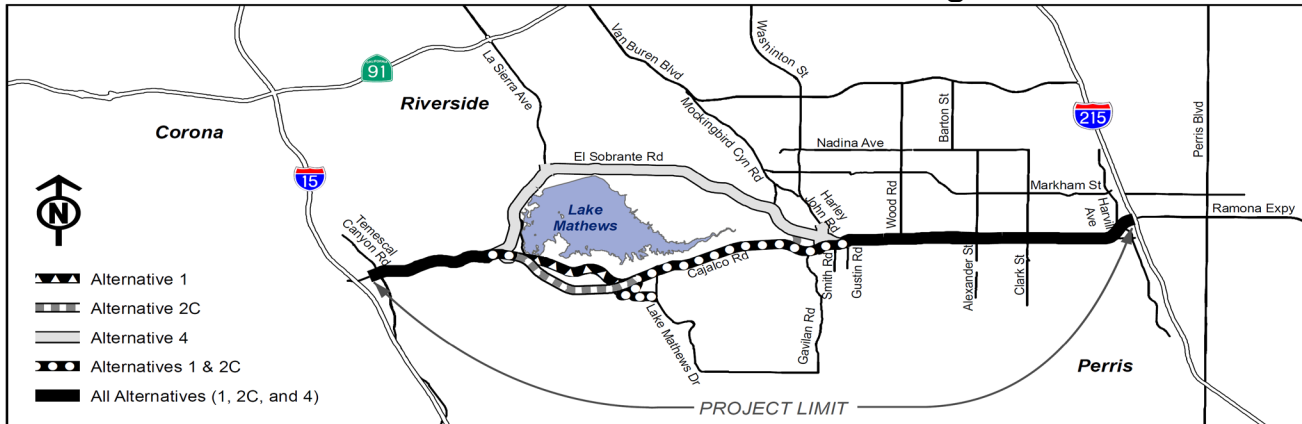 CALIFORNIA
91
La Sierra Ave
Van Buren Blvd
Washinton St
Riverside
Corona
215
Perris Blvd
Barton St
Mockingbird Cyn Rd
Nadina Ave
El Sobrante Rd
15
Markham St
Harley
John Rd
Wood Rd
Harvill
Ave
Ramona Expy
Lake
Mathews
Temescal
Canyon Rd
Cajalco Rd
Smith Rd
Gustin Rd
Alexander St
Clark St
N
Alternative 1
Alternative 2C
Alternative 4
Alternatives 1 & 2C
All Alternatives (1, 2C, and 4)
Lake Mathews Dr
Gavilan Rd
Perris
PROJECT LIMIT